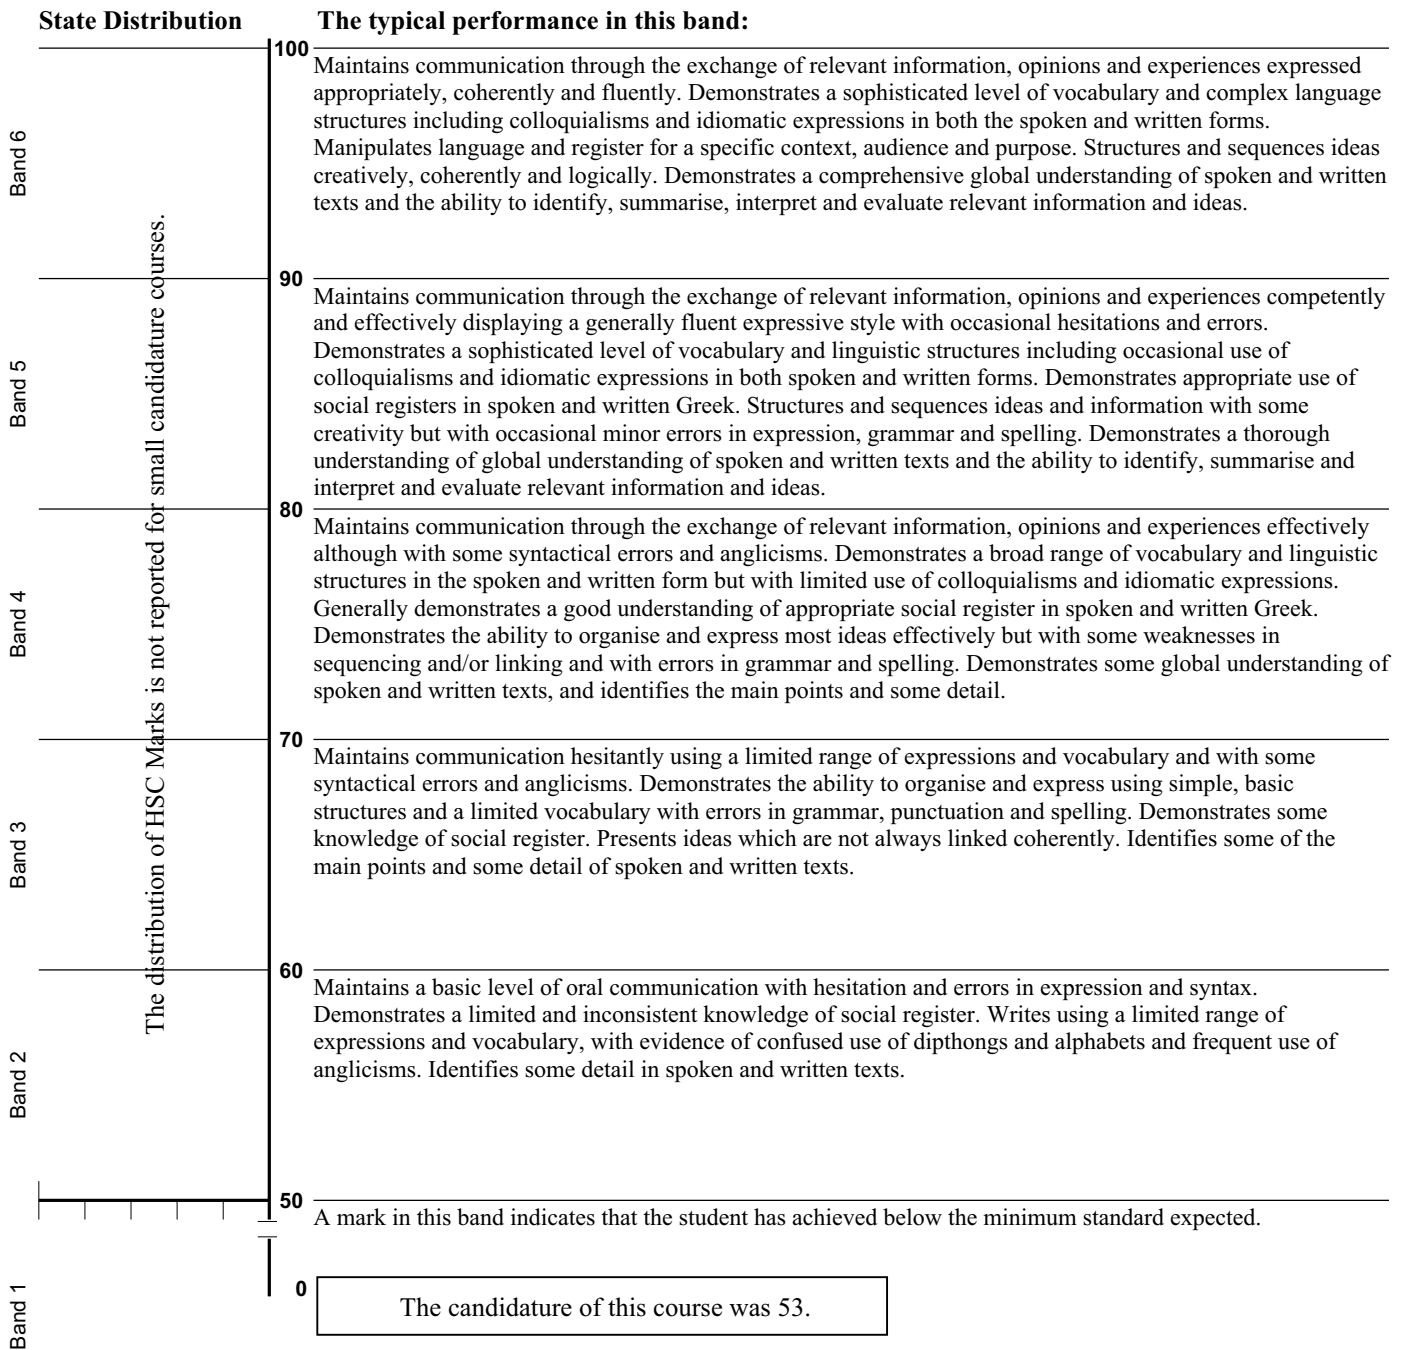 State Distribution
The typical performance in this band:
100
Maintains communication through the exchange of relevant information, opinions and experiences expressed
appropriately, coherently and fluently. Demonstrates a sophisticated level of vocabulary and complex language
structures including colloquialisms and idiomatic expressions in both the spoken and written forms.
Manipulates language and register for a specific context, audience and purpose. Structures and sequences ideas
creatively, coherently and logically. Demonstrates a comprehensive global understanding of spoken and written
texts and the ability to identify, summarise, interpret and evaluate relevant information and ideas.
Band 6
90
Maintains communication through the exchange of relevant information, opinions and experiences competently
and effectively displaying a generally fluent expressive style with occasional hesitations and errors.
Demonstrates a sophisticated level of vocabulary and linguistic structures including occasional use of
colloquialisms and idiomatic expressions in both spoken and written forms. Demonstrates appropriate use of
social registers in spoken and written Greek. Structures and sequences ideas and information with some
creativity but with occasional minor errors in expression, grammar and spelling. Demonstrates a thorough
understanding of global understanding of spoken and written texts and the ability to identify, summarise and
interpret and evaluate relevant information and ideas.
Band 5
80
Maintains communication through the exchange of relevant information, opinions and experiences effectively
although with some syntactical errors and anglicisms. Demonstrates a broad range of vocabulary and linguistic
structures in the spoken and written form but with limited use of colloquialisms and idiomatic expressions.
Generally demonstrates a good understanding of appropriate social register in spoken and written Greek.
Demonstrates the ability to organise and express most ideas effectively but with some weaknesses in
sequencing and/or linking and with errors in grammar and spelling. Demonstrates some global understanding of
spoken and written texts, and identifies the main points and some detail.
Band 4
70
Maintains communication hesitantly using a limited range of expressions and vocabulary and with some
syntactical errors and anglicisms. Demonstrates the ability to organise and express using simple, basic
structures and a limited vocabulary with errors in grammar, punctuation and spelling. Demonstrates some
knowledge of social register. Presents ideas which are not always linked coherently. Identifies some of the
main points and some detail of spoken and written texts.
Band 3
60
Maintains a basic level of oral communication with hesitation and errors in expression and syntax.
Demonstrates a limited and inconsistent knowledge of social register. Writes using a limited range of
expressions and vocabulary, with evidence of confused use of dipthongs and alphabets and frequent use of
anglicisms. Identifies some detail in spoken and written texts.
Band 2
50
A mark in this band indicates that the student has achieved below the minimum standard expected.
0
Band 1
The distribution of HSC Marks is not reported for small candidature courses.
The candidature of this course was 53.